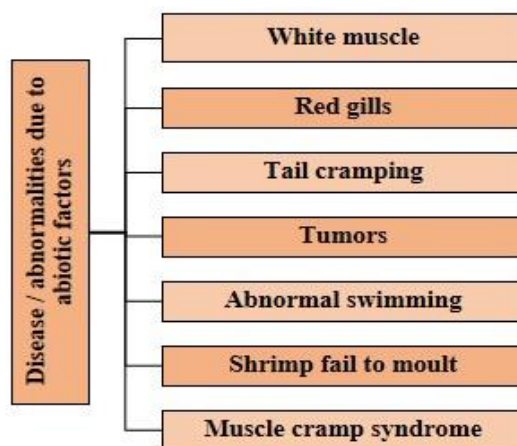 Disease / abnormalities due to
abiotic factors
White muscle
Red gills
Tail cramping
Tumors
Abnormal swimming
Shrimp fail to moult
Muscle cramp syndrome